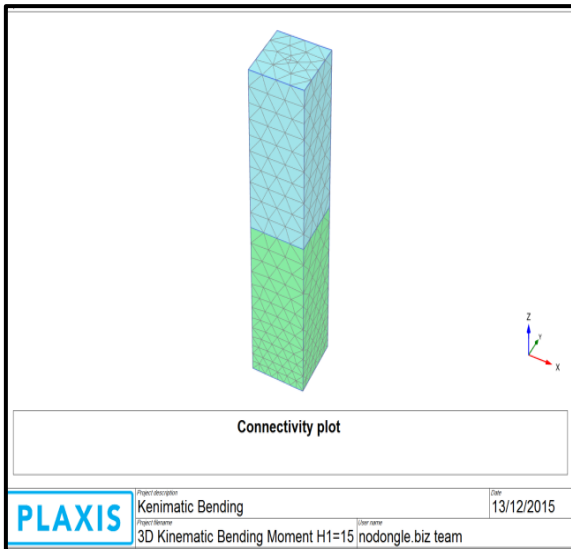 Z
Y
X
Connectivity plot
PLAXIS
Project description
Kenimatic Bending
Date
13/12/2015
Project filename
3D Kinematic Bending Moment H1=15
User name
nodongle.biz team